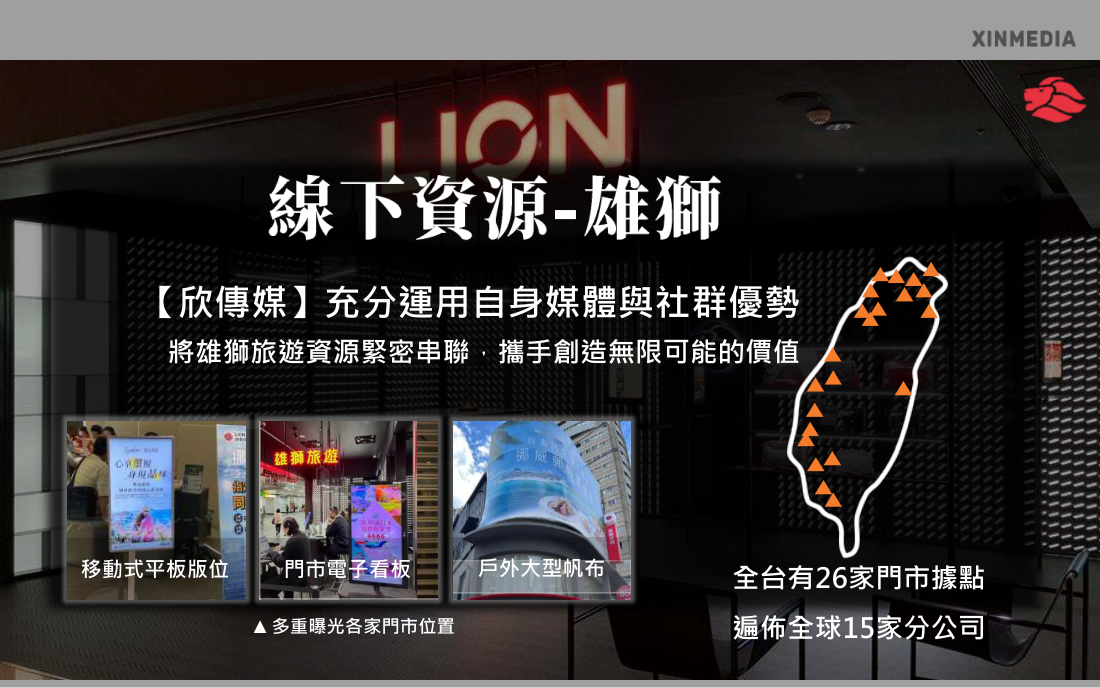 XINMEDIA
LION
線下資源-雄獅
【欣傳媒】充分運用自身媒體與社群優勢
將雄獅旅遊資源緊密串聯，攜手創造無限可能的價值
雄獅旅遊
移動式平板版位
門市電子看板
戶外大型帆布
▲多重曝光各家門市位置
全台有26家門市據點
遍佈全球15家分公司